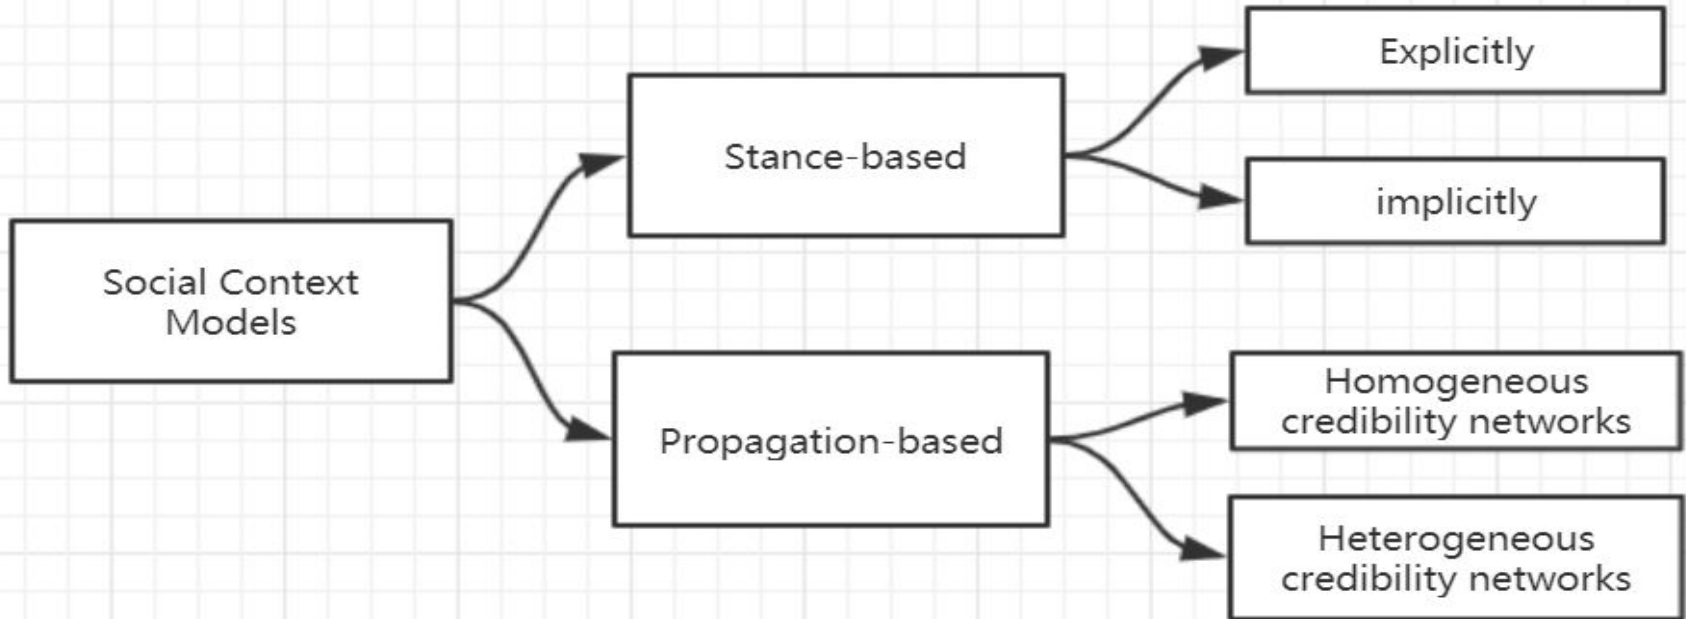 Social Context
Models
Stance-based
Explicitly
implicitly
Propagation-based
Homogeneous
credibility networks
Heterogeneous
credibility networks